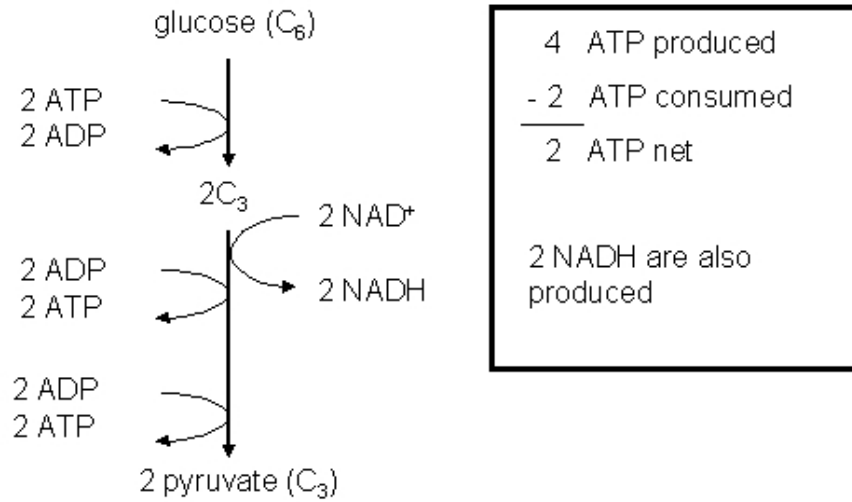 glucose (C₆)
2 ATP
2 ADP
2C₃
2 NAD⁺
2 ADP
2 NADH
2 ATP
2 ADP
2 ATP
2 pyruvate (C₃)
4 ATP produced
- 2 ATP consumed
2 ATP net
2 NADH are also
produced